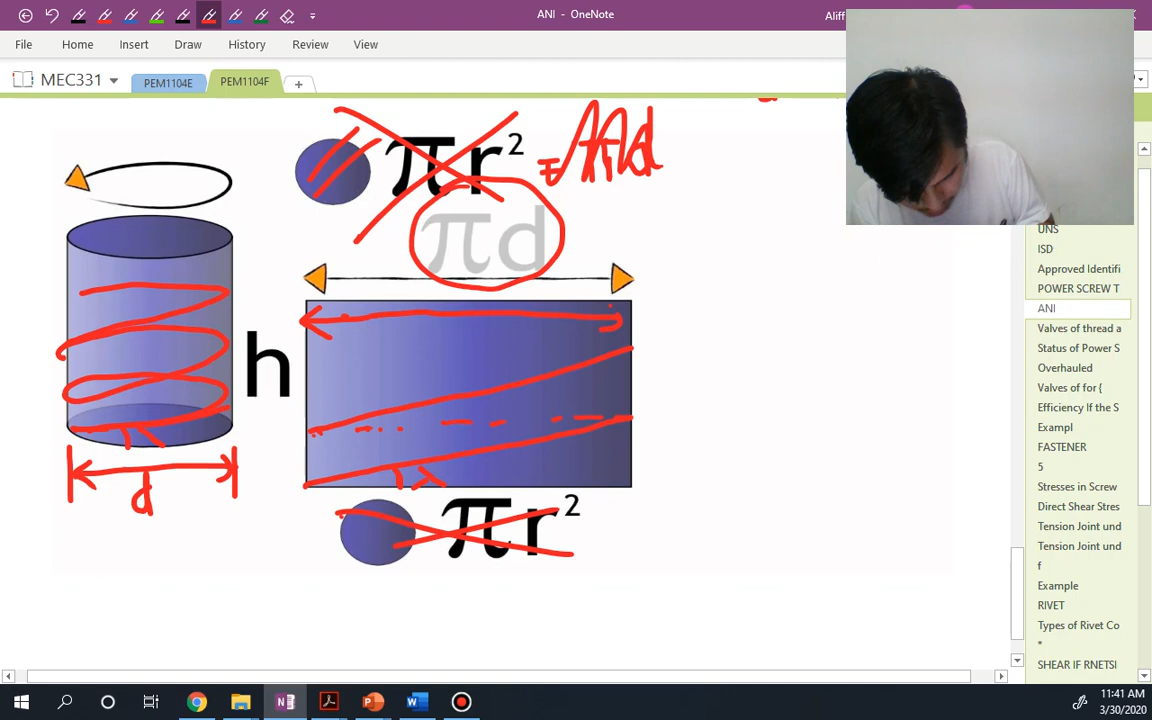 ANI - OneNote
Aliff
File Home Insert Draw History Review View
MEC331
PEM1104E
PEM1104F
πr²
πd
h
d
λ
λ
πr²
UNS
ISD
Approved Identifi
POWER SCREW T
ANI
Valves of thread a
Status of Power S
Overhauled
Valves of for {
Efficiency If the S
Exampl
FASTENER
5
Stresses in Screw
Direct Shear Stres
Tension Joint und
Tension Joint und
f
Example
RIVET
Types of Rivet Co
*
SHEAR IF RNETSI
11:41 AM
3/30/2020